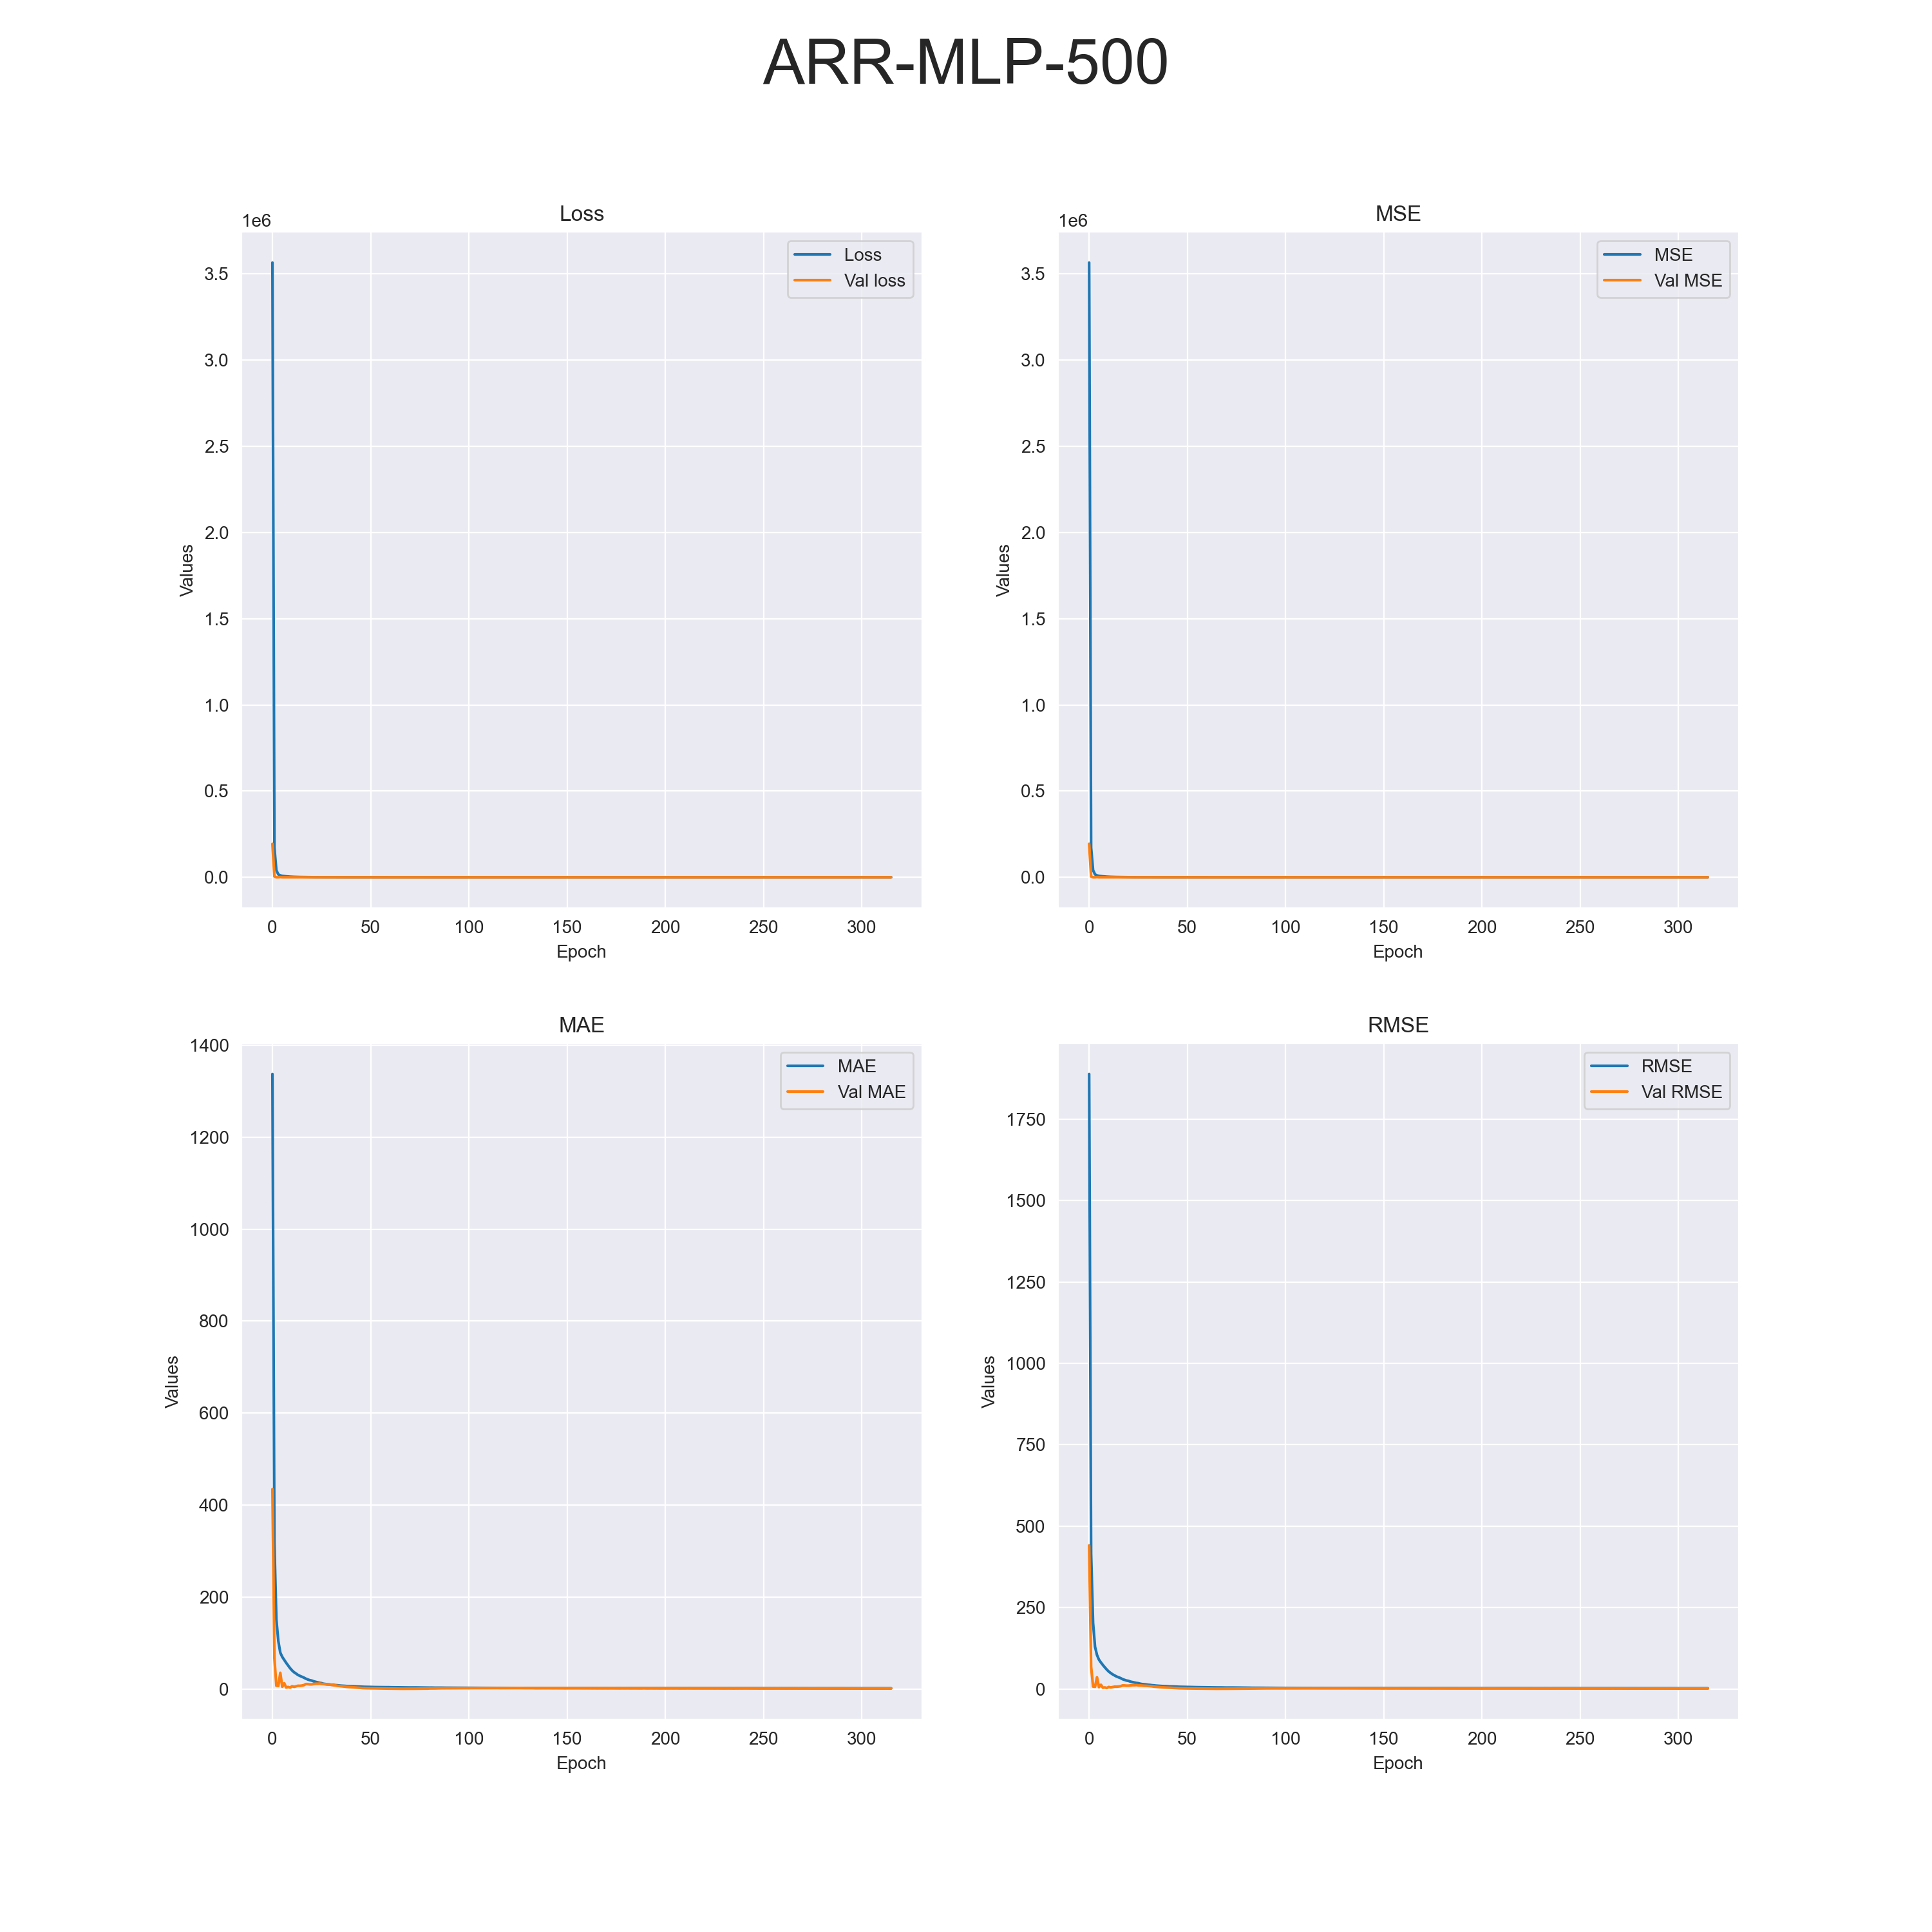 ARR-MLP-500
Loss
1e6
Loss
Val loss
3.5
3.0
2.5
2.0
1.5
1.0
0.5
0.0
Values
0 50 100 150 200 250 300
Epoch
MSE
1e6
MSE
Val MSE
3.5
3.0
2.5
2.0
1.5
1.0
0.5
0.0
Values
0 50 100 150 200 250 300
Epoch
MAE
MAE
Val MAE
1400
1200
1000
800
600
400
200
0
Values
0 50 100 150 200 250 300
Epoch
RMSE
RMSE
Val RMSE
1750
1500
1250
1000
750
500
250
0
Values
0 50 100 150 200 250 300
Epoch